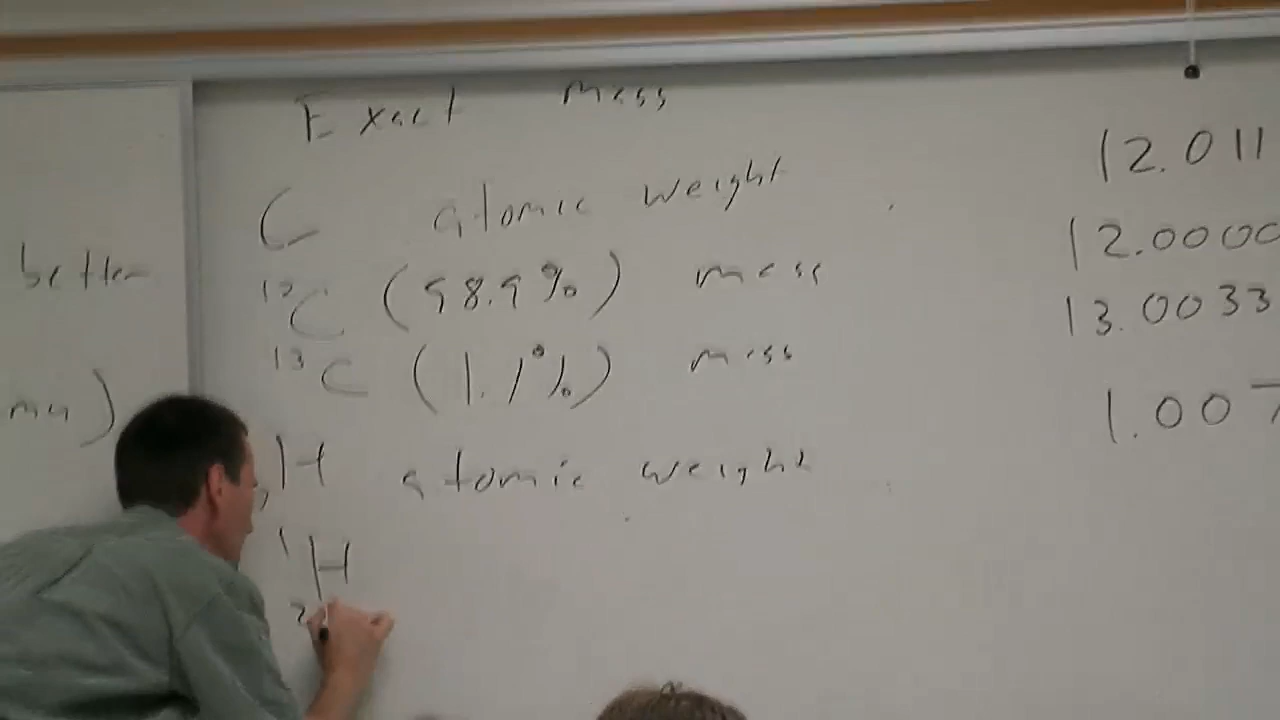 Exact mass
C atomic weight 12.011
12C (98.9%) mass 12.0000
13C (1.1%) mass 13.0033
H atomic weight 1.007
1H
2
better